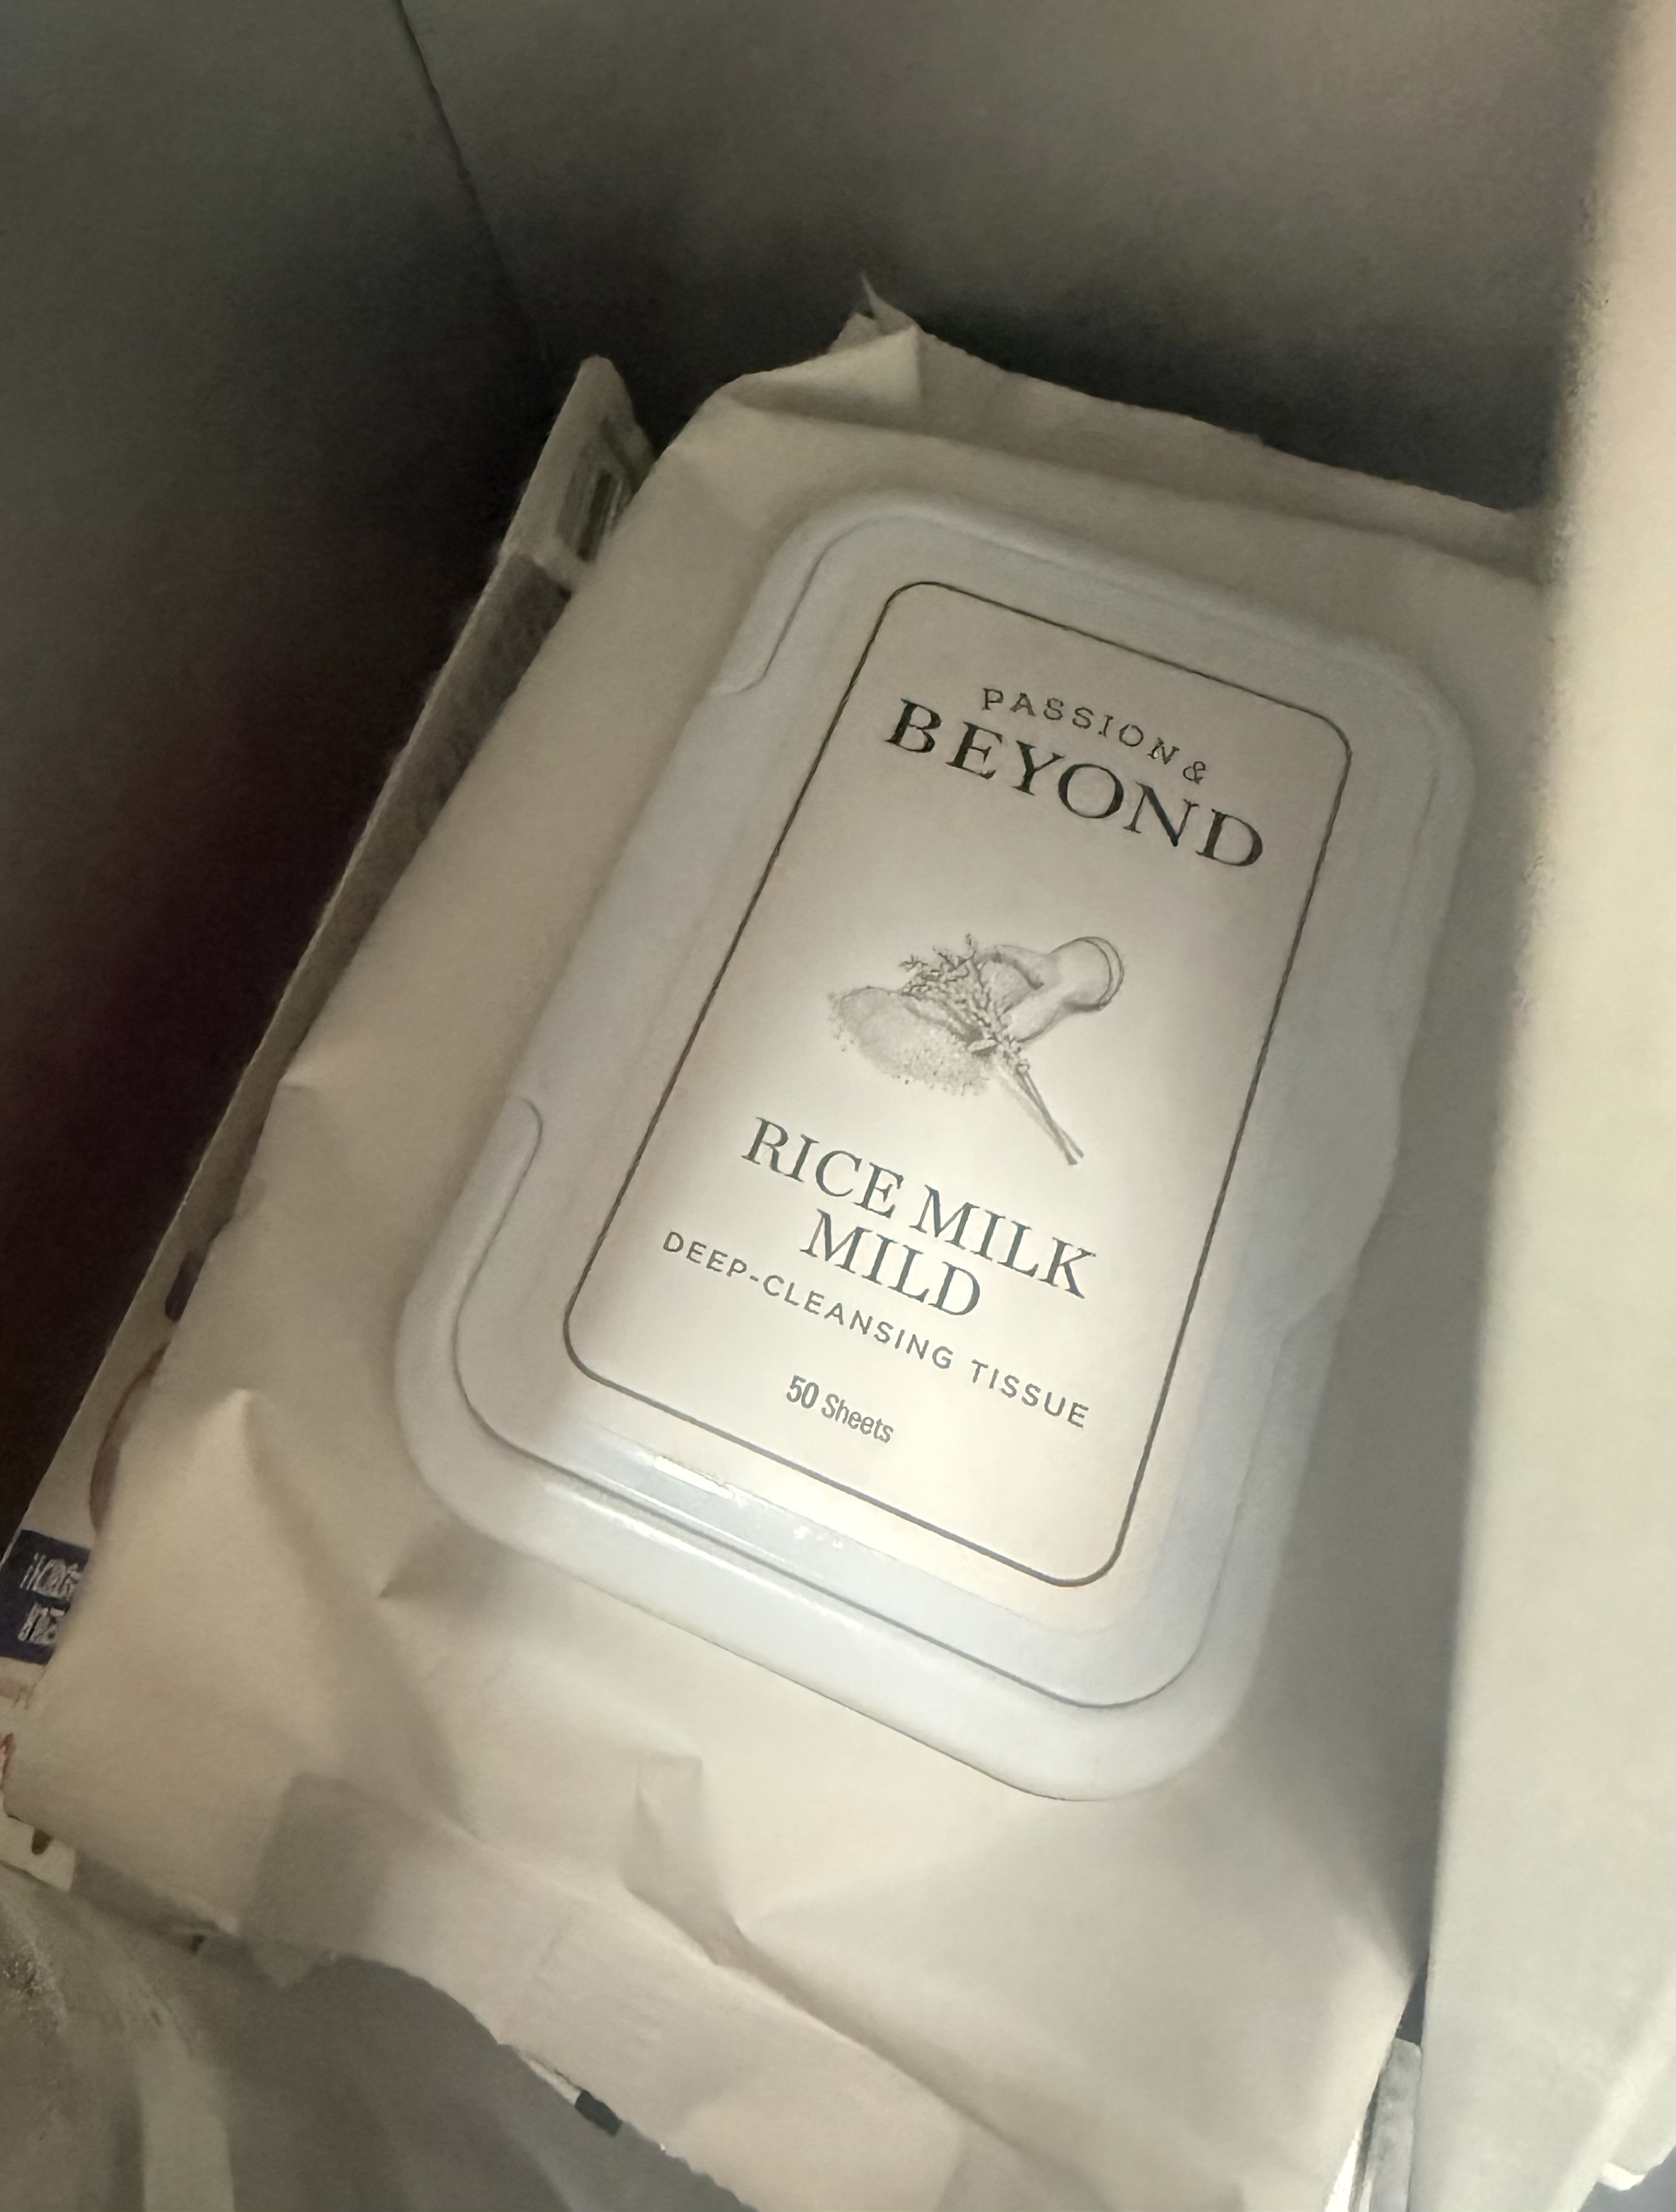 PASSION &
BEYOND
RICE MILK
MILD
DEEP-CLEANSING TISSUE
50 Sheets